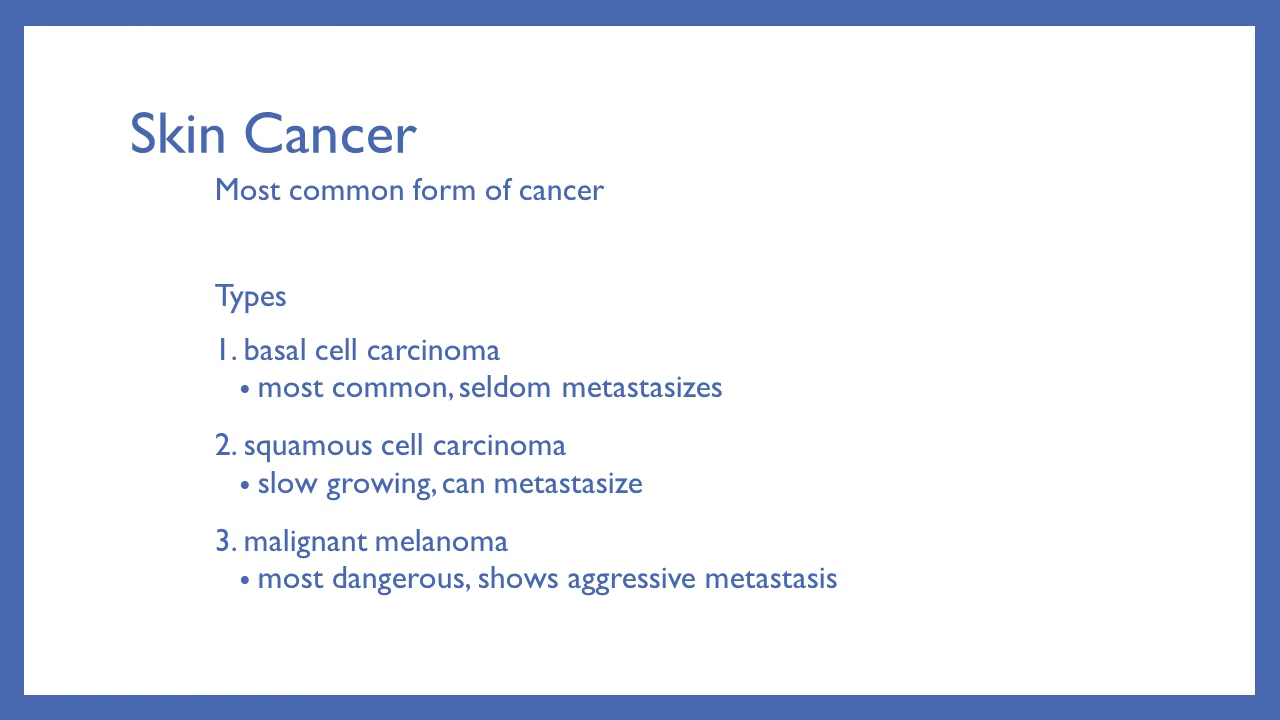 Skin Cancer
Most common form of cancer
Types
1. basal cell carcinoma
• most common, seldom metastasizes
2. squamous cell carcinoma
• slow growing, can metastasize
3. malignant melanoma
• most dangerous, shows aggressive metastasis